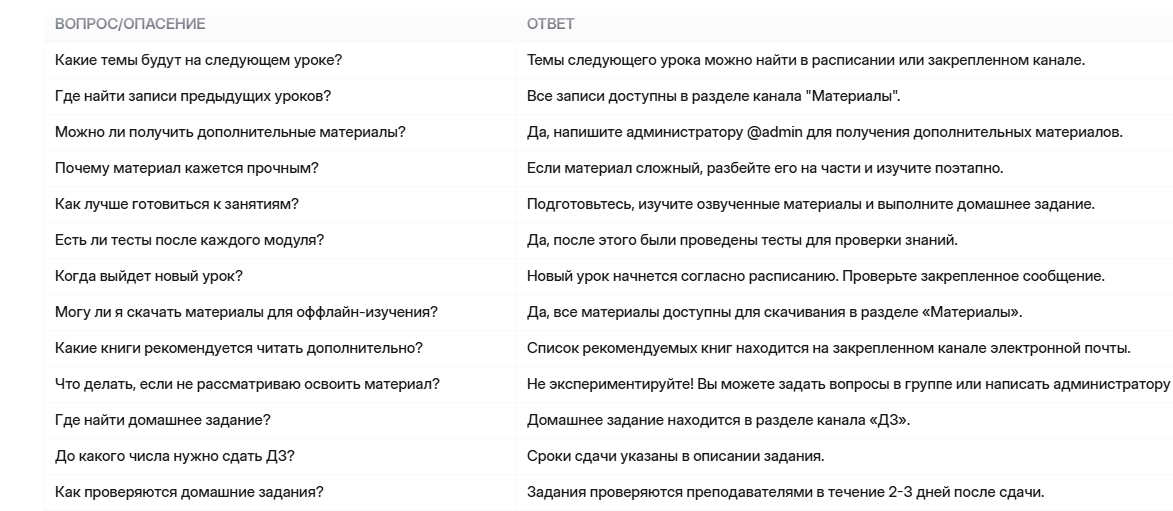 ВОПРОС/ОПАСЕНИЕ ОТВЕТ
Какие темы будут на следующем уроке? Темы следующего урока можно найти в расписании или закрепленном канале.
Где найти записи предыдущих уроков? Все записи доступны в разделе канала "Материалы".
Можно ли получить дополнительные материалы? Да, напишите администратору @admin для получения дополнительных материалов.
Почему материал кажется прочным? Если материал сложный, разбейте его на части и изучите поэтапно.
Как лучше готовиться к занятиям? Подготовьтесь, изучите озвученные материалы и выполните домашнее задание.
Есть ли тесты после каждого модуля? Да, после этого были проведены тесты для проверки знаний.
Когда выйдет новый урок? Новый урок начнется согласно расписанию. Проверьте закрепленное сообщение.
Могу ли я скачать материалы для оффлайн-изучения? Да, все материалы доступны для скачивания в разделе «Материалы».
Какие книги рекомендуется читать дополнительно? Список рекомендуемых книг находится на закрепленном канале электронной почты.
Что делать, если не рассматриваю освоить материал? Не экспериментируйте! Вы можете задать вопросы в группе или написать администратору
Где найти домашнее задание? Домашнее задание находится в разделе канала «ДЗ».
До какого числа нужно сдать ДЗ? Сроки сдачи указаны в описании задания.
Как проверяются домашние задания? Задания проверяются преподавателями в течение 2-3 дней после сдачи.